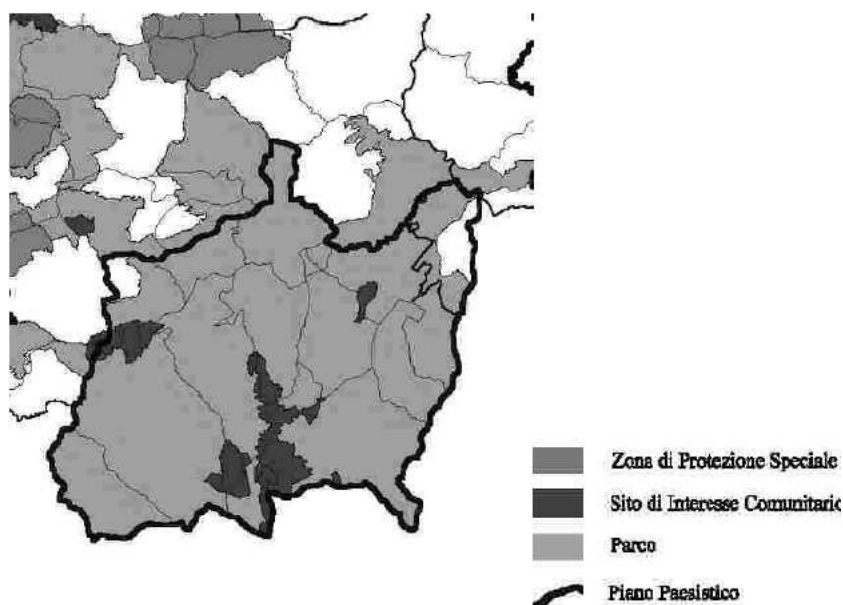 Zona di Protezione Speciale
Sito di Interesse Comunitario
Parco
Piano Paesistico